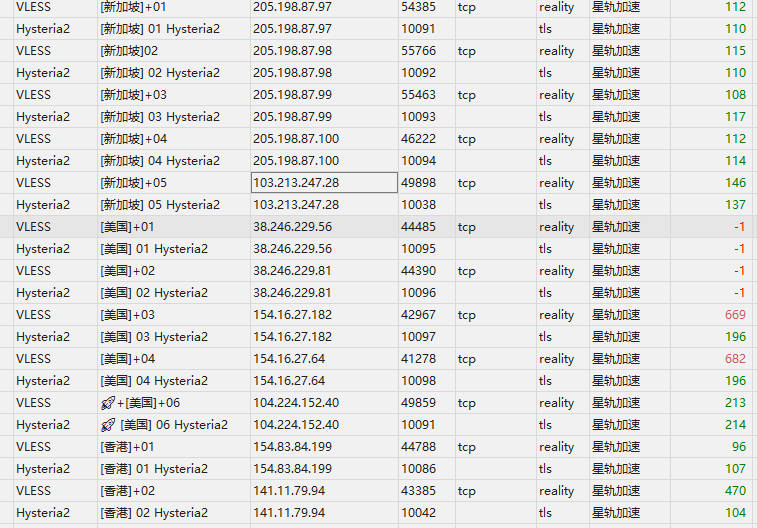 VLESS [新加坡]+01 205.198.87.97 54385 tcp reality 星轨加速 112
Hysteria2 [新加坡] 01 Hysteria2 205.198.87.97 10091 tls 星轨加速 110
VLESS [新加坡]02 205.198.87.98 55766 tcp reality 星轨加速 115
Hysteria2 [新加坡] 02 Hysteria2 205.198.87.98 10092 tls 星轨加速 110
VLESS [新加坡]+03 205.198.87.99 55463 tcp reality 星轨加速 108
Hysteria2 [新加坡] 03 Hysteria2 205.198.87.99 10093 tls 星轨加速 117
VLESS [新加坡]+04 205.198.87.100 46222 tcp reality 星轨加速 112
Hysteria2 [新加坡] 04 Hysteria2 205.198.87.100 10094 tls 星轨加速 114
VLESS [新加坡]+05 103.213.247.28 49898 tcp reality 星轨加速 146
Hysteria2 [新加坡] 05 Hysteria2 103.213.247.28 10038 tls 星轨加速 137
VLESS [美国]+01 38.246.229.56 44485 tcp reality 星轨加速 -1
Hysteria2 [美国] 01 Hysteria2 38.246.229.56 10095 tls 星轨加速 -1
VLESS [美国]+02 38.246.229.81 44390 tcp reality 星轨加速 -1
Hysteria2 [美国] 02 Hysteria2 38.246.229.81 10096 tls 星轨加速 -1
VLESS [美国]+03 154.16.27.182 42967 tcp reality 星轨加速 669
Hysteria2 [美国] 03 Hysteria2 154.16.27.182 10097 tls 星轨加速 196
VLESS [美国]+04 154.16.27.64 41278 tcp reality 星轨加速 682
Hysteria2 [美国] 04 Hysteria2 154.16.27.64 10098 tls 星轨加速 196
VLESS 🚀+[美国]+06 104.224.152.40 49859 tcp reality 星轨加速 213
Hysteria2 🚀 [美国] 06 Hysteria2 104.224.152.40 10091 tls 星轨加速 214
VLESS [香港]+01 154.83.84.199 44788 tcp reality 星轨加速 96
Hysteria2 [香港] 01 Hysteria2 154.83.84.199 10086 tls 星轨加速 107
VLESS [香港]+02 141.11.79.94 43385 tcp reality 星轨加速 470
Hysteria2 [香港] 02 Hysteria2 141.11.79.94 10042 tls 星轨加速 104